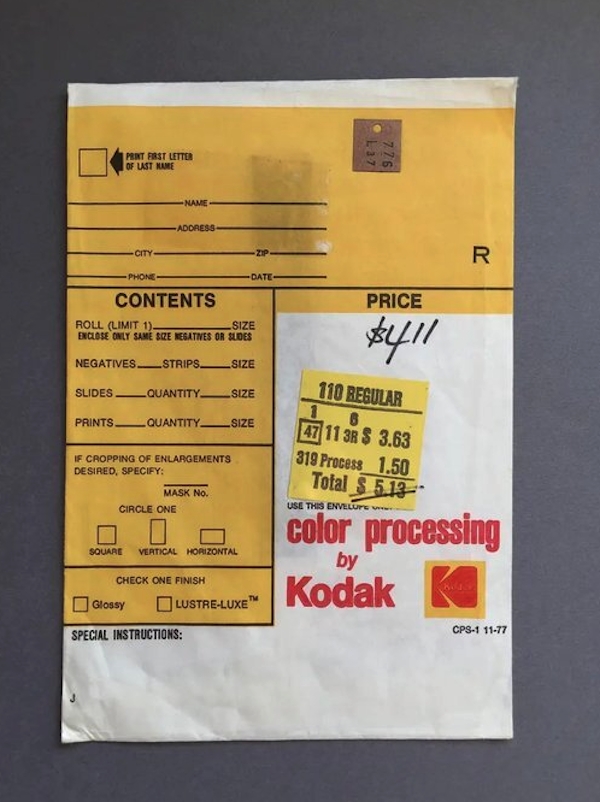 776
L37
PRINT FIRST LETTER
OF LAST NAME
NAME
ADDRESS
CITY ZIP
PHONE DATE
R
CONTENTS
ROLL (LIMIT 1) SIZE
ENCLOSE ONLY SAME SIZE NEGATIVES OR SLIDES
NEGATIVES STRIPS SIZE
SLIDES QUANTITY SIZE
PRINTS QUANTITY SIZE
IF CROPPING OF ENLARGEMENTS
DESIRED, SPECIFY:
MASK No.
CIRCLE ONE
SQUARE VERTICAL HORIZONTAL
CHECK ONE FINISH
Glossy LUSTRE-LUXE™
SPECIAL INSTRUCTIONS:
J
PRICE
$4 11
110 REGULAR
1 6
47 11 3R $ 3.63
319 Process 1.50
Total $ 5.13
USE THIS ENVELOPE
color processing
by
Kodak
Kodak
CPS-1 11-77